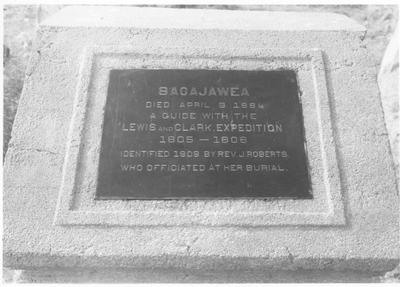 SACAJAWEA
DIED APRIL 9 1884
A GUIDE WITH THE
LEWIS AND CLARK EXPEDITION
1805 — 1806
IDENTIFIED 1909 BY REV. J. ROBERTS
WHO OFFICIATED AT HER BURIAL.